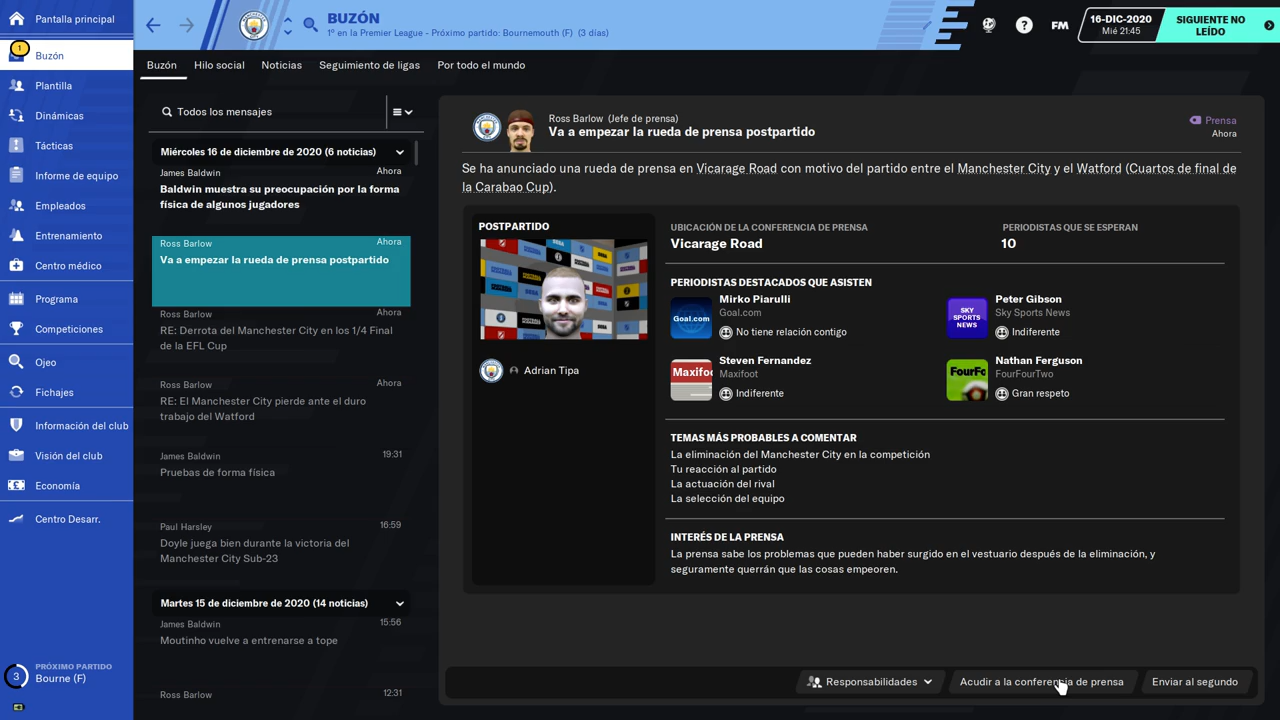 Pantalla principal
1
Buzón
Plantilla
Dinámicas
Tácticas
Informe de equipo
Empleados
Entrenamiento
Centro médico
Programa
Competiciones
Ojeo
Fichajes
Información del club
Visión del club
Economía
Centro Desarr.
PRÓXIMO PARTIDO
3
Bourne (F)
BUZÓN
1º en la Premier League - Próximo partido: Bournemouth (F) (3 días)
?
FM
16-DIC-2020
Mié 21:45
SIGUIENTE NO LEÍDO
Buzón
Hilo social
Noticias
Seguimiento de ligas
Por todo el mundo
Todos los mensajes
Miércoles 16 de diciembre de 2020 (6 noticias)
James Baldwin
Ahora
Baldwin muestra su preocupación por la forma
física de algunos jugadores
Ross Barlow
Ahora
Va a empezar la rueda de prensa postpartido
Ross Barlow
Ahora
RE: Derrota del Manchester City en los 1/4 Final
de la EFL Cup
Ross Barlow
Ahora
RE: El Manchester City pierde ante el duro
trabajo del Watford
James Baldwin
19:31
Pruebas de forma física
Paul Harsley
16:59
Doyle juega bien durante la victoria del
Manchester City Sub-23
Martes 15 de diciembre de 2020 (14 noticias)
James Baldwin
15:56
Moutinho vuelve a entrenarse a tope
Ross Barlow
12:31
Ross Barlow (Jefe de prensa)
Va a empezar la rueda de prensa postpartido
Prensa
Ahora
Se ha anunciado una rueda de prensa en Vicarage Road con motivo del partido entre el Manchester City y el Watford (Cuartos de final de
la Carabao Cup).
POSTPARTIDO
Adrian Tipa
UBICACIÓN DE LA CONFERENCIA DE PRENSA
Vicarage Road
PERIODISTAS QUE SE ESPERAN
10
PERIODISTAS DESTACADOS QUE ASISTEN
Goal.com
Mirko Piarulli
Goal.com
No tiene relación contigo
SKY SPORTS NEWS
Peter Gibson
Sky Sports News
Indiferente
Maxifoo
Steven Fernandez
Maxifoot
Indiferente
FourFo
Nathan Ferguson
FourFourTwo
Gran respeto
TEMAS MÁS PROBABLES A COMENTAR
La eliminación del Manchester City en la competición
Tu reacción al partido
La actuación del rival
La selección del equipo
INTERÉS DE LA PRENSA
La prensa sabe los problemas que pueden haber surgido en el vestuario después de la eliminación, y
seguramente querrán que las cosas empeoren.
Responsabilidades
Acudir a la conferencia de prensa
Enviar al segundo